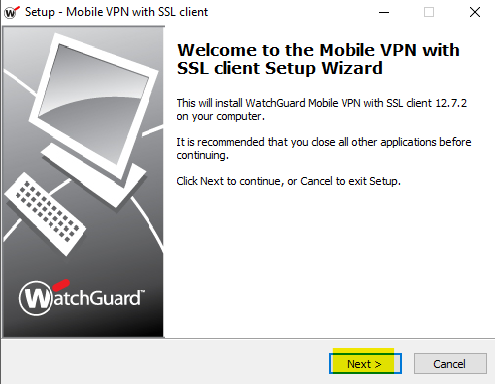 Setup - Mobile VPN with SSL client
Welcome to the Mobile VPN with
SSL client Setup Wizard
This will install WatchGuard Mobile VPN with SSL client 12.7.2
on your computer.
It is recommended that you close all other applications before
continuing.
Click Next to continue, or Cancel to exit Setup.
WatchGuard™
Next >
Cancel